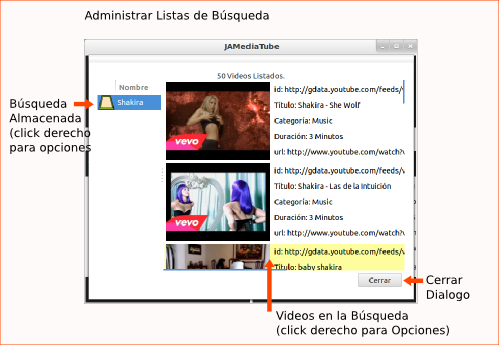 Administrar Listas de Búsqueda
JAMediaTube
50 Videos Listados.
Nombre
Shakira
Búsqueda
Almacenada
(click derecho
para opciones
vevo
id: http://gdata.youtube.com/feeds/
Titulo: Shakira - She Wolf
Categoría: Music
Duración: 3 Minutos
url: http://www.youtube.com/watch?
vevo
id: http://gdata.youtube.com/feeds/
Titulo: Shakira - Las de la Intuición
Categoría: Music
Duración: 3 Minutos
url: http://www.youtube.com/watch?
id: http://gdata.youtube.com/feeds/
Titulo: baby shakira
Cerrar
Cerrar
Dialogo
Videos en la Búsqueda
(click derecho para Opciones)